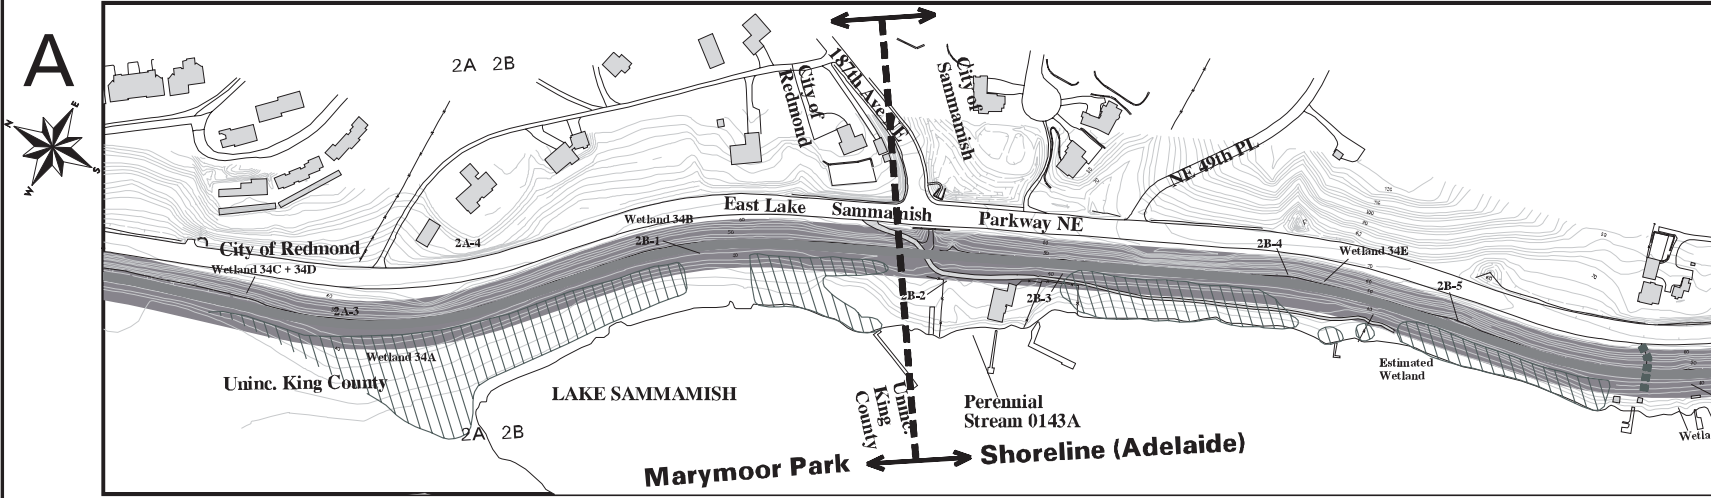 A
N
E
S
W
2A 2B
City of
Redmond
187th Ave NE
City of
Sammamish
NE 49th PL
East Lake Sammamish Parkway NE
City of Redmond
Wetland 34C + 34D
2A-4
Wetland 34B
2B-1
2B-4
Wetland 34E
2B-5
2A-3
2B-2
2B-3
Wetland 34A
Uninc. King County
LAKE SAMMAMISH
Uninc.
King
County
Perennial
Stream 0143A
Estimated
Wetland
2A 2B
Wetla
Marymoor Park
Shoreline (Adelaide)